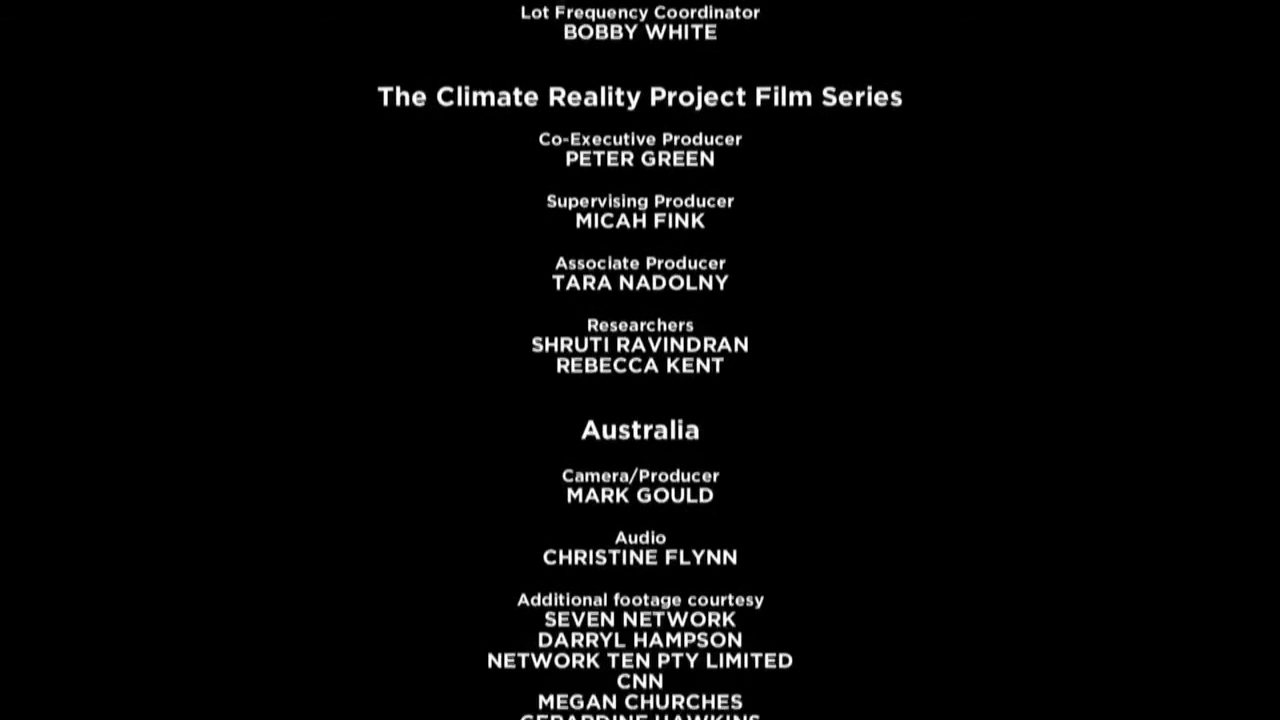 Lot Frequency Coordinator
BOBBY WHITE
The Climate Reality Project Film Series
Co-Executive Producer
PETER GREEN
Supervising Producer
MICAH FINK
Associate Producer
TARA NADOLNY
Researchers
SHRUTI RAVINDRAN
REBECCA KENT
Australia
Camera/Producer
MARK GOULD
Audio
CHRISTINE FLYNN
Additional footage courtesy
SEVEN NETWORK
DARRYL HAMPSON
NETWORK TEN PTY LIMITED
CNN
MEGAN CHURCHES